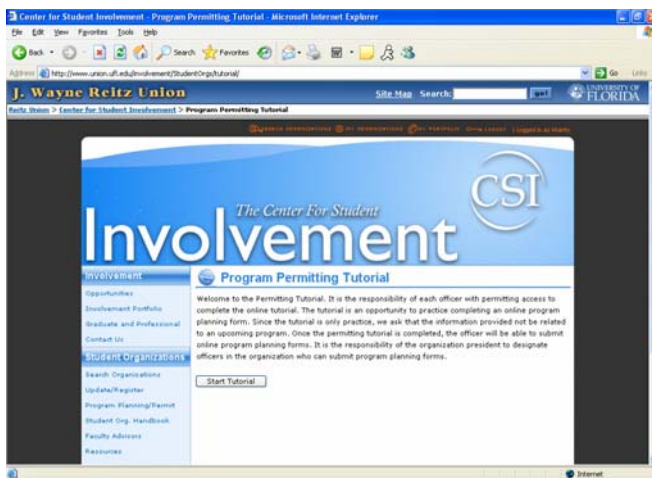 Center for Student Involvement - Program Permitting Tutorial - Microsoft Internet Explorer
File Edit View Favorites Tools Help
Back Search Favorites
Address http://www.union.ufl.edu/involvement/StudentOrgs/tutorial/ Go Links
J. Wayne Reitz Union Site Map Search: go! UNIVERSITY OF FLORIDA
Reitz Union > Center for Student Involvement > Program Permitting Tutorial
CSI
The Center For Student
Involvement
Involvement
Opportunities
Involvement Portfolio
Graduate and Professional
Contact Us
Student Organizations
Search Organizations
Update/Register
Program Planning/Permit
Student Org. Handbook
Faculty Advisors
Resources
Program Permitting Tutorial
Welcome to the Permitting Tutorial. It is the responsibility of each officer with permitting access to
complete the online tutorial. The tutorial is an opportunity to practice completing an online program
planning form. Since the tutorial is only practice, we ask that the information provided not be related
to an upcoming program. Once the permitting tutorial is completed, the officer will be able to submit
online program planning forms. It is the responsibility of the organization president to designate
officers in the organization who can submit program planning forms.
Start Tutorial
Internet